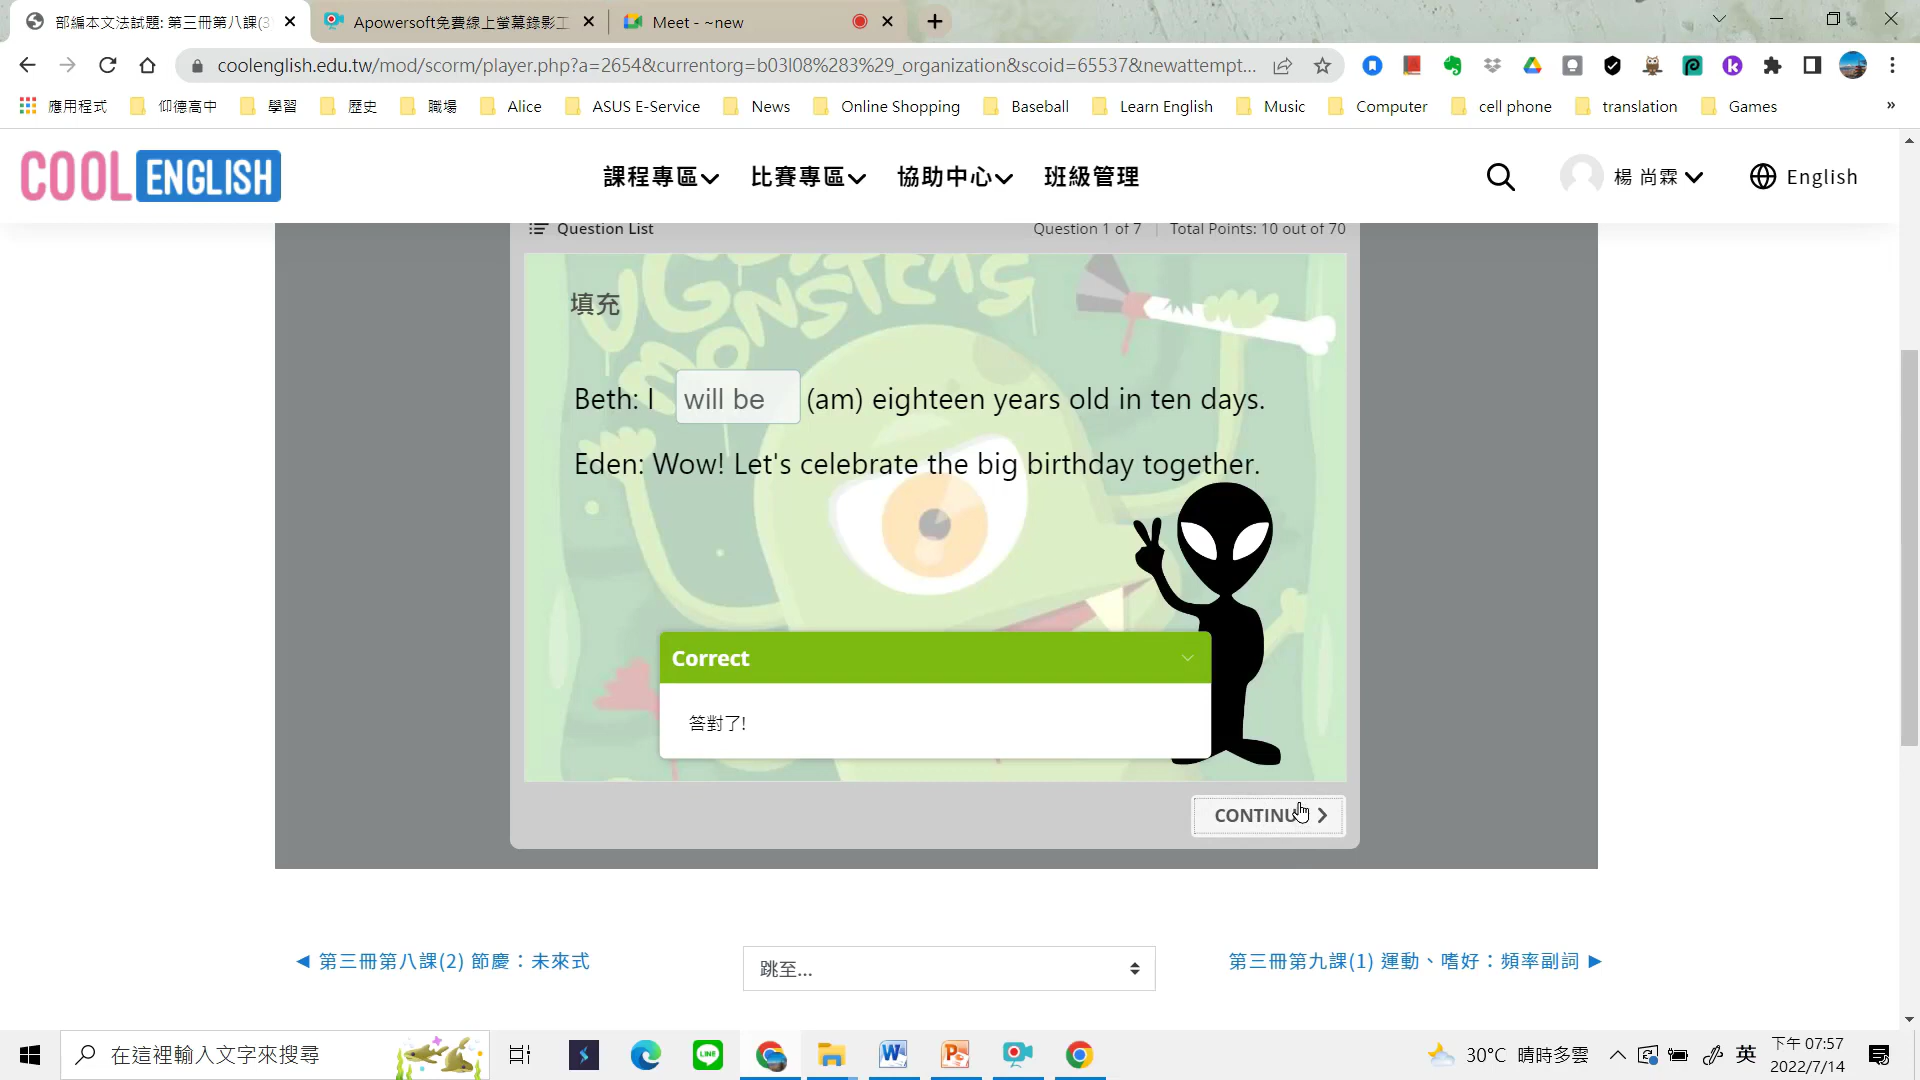 部編本文法試題: 第三冊第八課(3
Apowersoft免費線上螢幕錄影工
Meet - ~new
coolenglish.edu.tw/mod/scorm/player.php?a=2654&currentorg=b03l08%283%29_organization&scoid=65537&newattempt...
應用程式
仰德高中
學習
歷史
職場
Alice
ASUS E-Service
News
Online Shopping
Baseball
Learn English
Music
Computer
cell phone
translation
Games
»
COOL ENGLISH
課程專區
比賽專區
協助中心
班級管理
楊 尚霖
English
Question List
Question 1 of 7 | Total Points: 10 out of 70
MONSTERS
填充
Beth: I will be (am) eighteen years old in ten days.
Eden: Wow! Let's celebrate the big birthday together.
Correct
答對了!
CONTINU
◀ 第三冊第八課(2) 節慶：未來式
跳至...
第三冊第九課(1) 運動、嗜好：頻率副詞 ▶
在這裡輸入文字來搜尋
30°C 晴時多雲
英
下午 07:57
2022/7/14